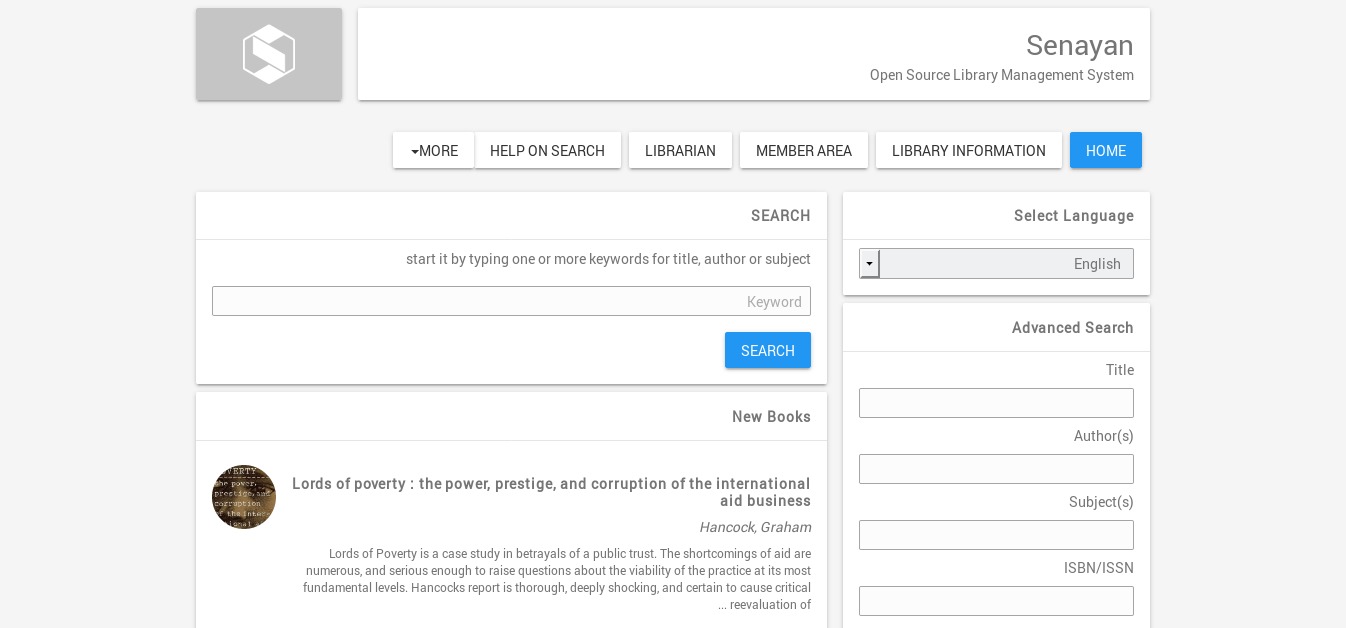 Senayan
Open Source Library Management System
HOME
LIBRARY INFORMATION
MEMBER AREA
LIBRARIAN
HELP ON SEARCH
MORE
SEARCH
start it by typing one or more keywords for title, author or subject
Keyword
SEARCH
New Books
Lords of poverty : the power, prestige, and corruption of the international
aid business
Hancock, Graham
Lords of Poverty is a case study in betrayals of a public trust. The shortcomings of aid are
numerous, and serious enough to raise questions about the viability of the practice at its most
fundamental levels. Hancocks report is thorough, deeply shocking, and certain to cause critical
... reevaluation of
POVERTY
the power,
prestige, and
corruption
of the inter-
Select Language
English
Advanced Search
Title
Author(s)
Subject(s)
ISBN/ISSN